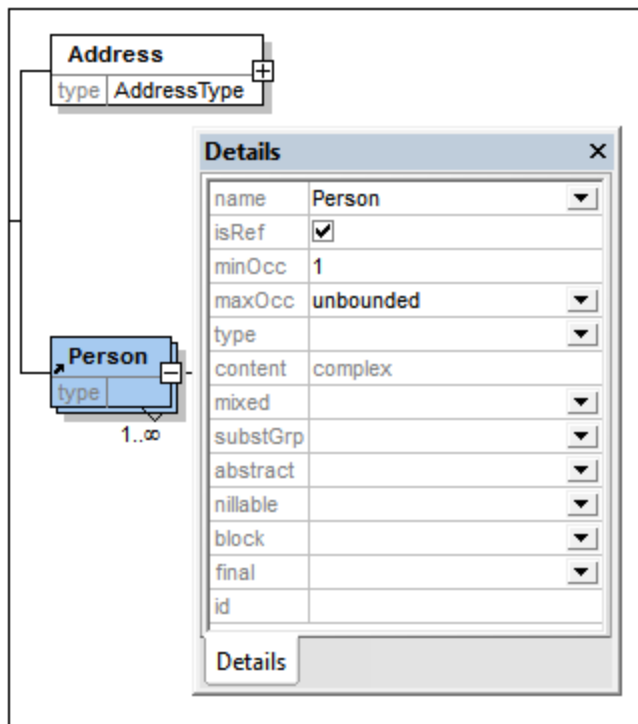 Address
type AddressType
Details
name Person
isRef
minOcc 1
maxOcc unbounded
type
content complex
mixed
substGrp
abstract
nillable
block
final
id
Details
Person
type
1..∞